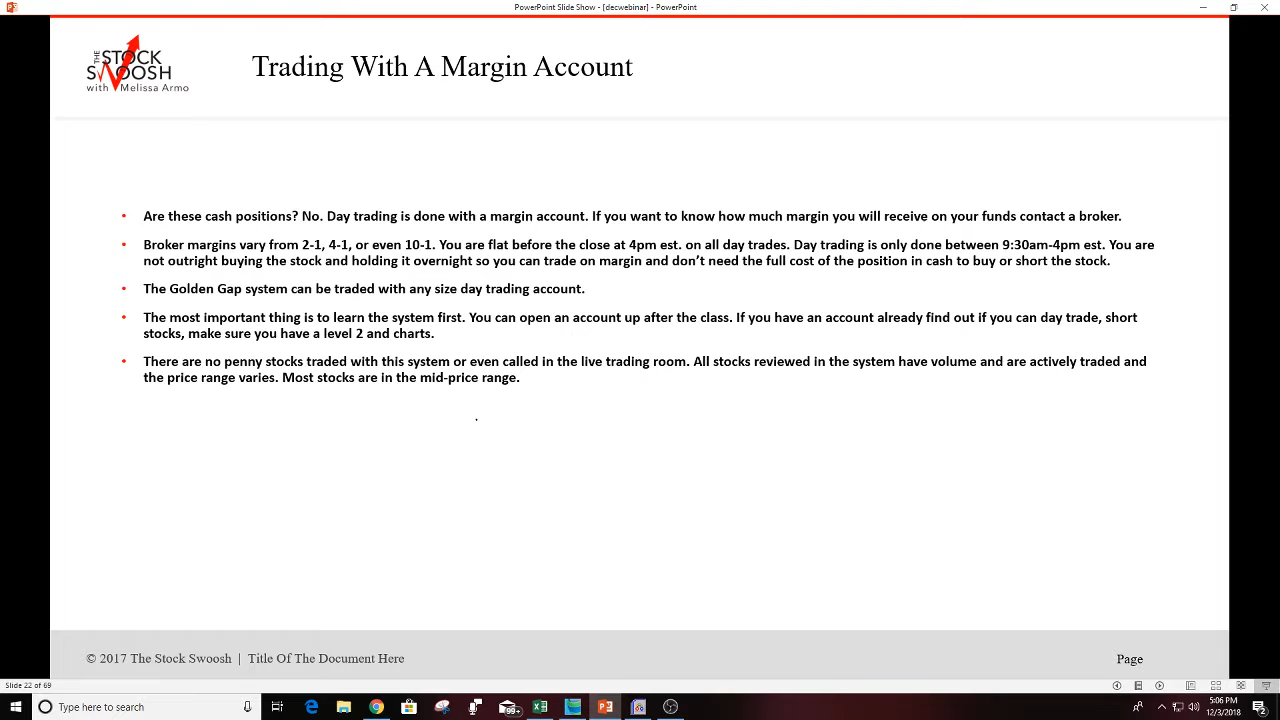 PowerPoint Slide Show - [decwebinar] - PowerPoint
THE
STOCK
SWOOSH
with Melissa Armo
Trading With A Margin Account
• Are these cash positions? No. Day trading is done with a margin account. If you want to know how much margin you will receive on your funds contact a broker.
• Broker margins vary from 2-1, 4-1, or even 10-1. You are flat before the close at 4pm est. on all day trades. Day trading is only done between 9:30am-4pm est. You are
not outright buying the stock and holding it overnight so you can trade on margin and don't need the full cost of the position in cash to buy or short the stock.
• The Golden Gap system can be traded with any size day trading account.
• The most important thing is to learn the system first. You can open an account up after the class. If you have an account already find out if you can day trade, short
stocks, make sure you have a level 2 and charts.
• There are no penny stocks traded with this system or even called in the live trading room. All stocks reviewed in the system have volume and are actively traded and
the price range varies. Most stocks are in the mid-price range.
© 2017 The Stock Swoosh | Title Of The Document Here
Page
Slide 22 of 69
Type here to search
99+
5:06 PM
12/3/2018